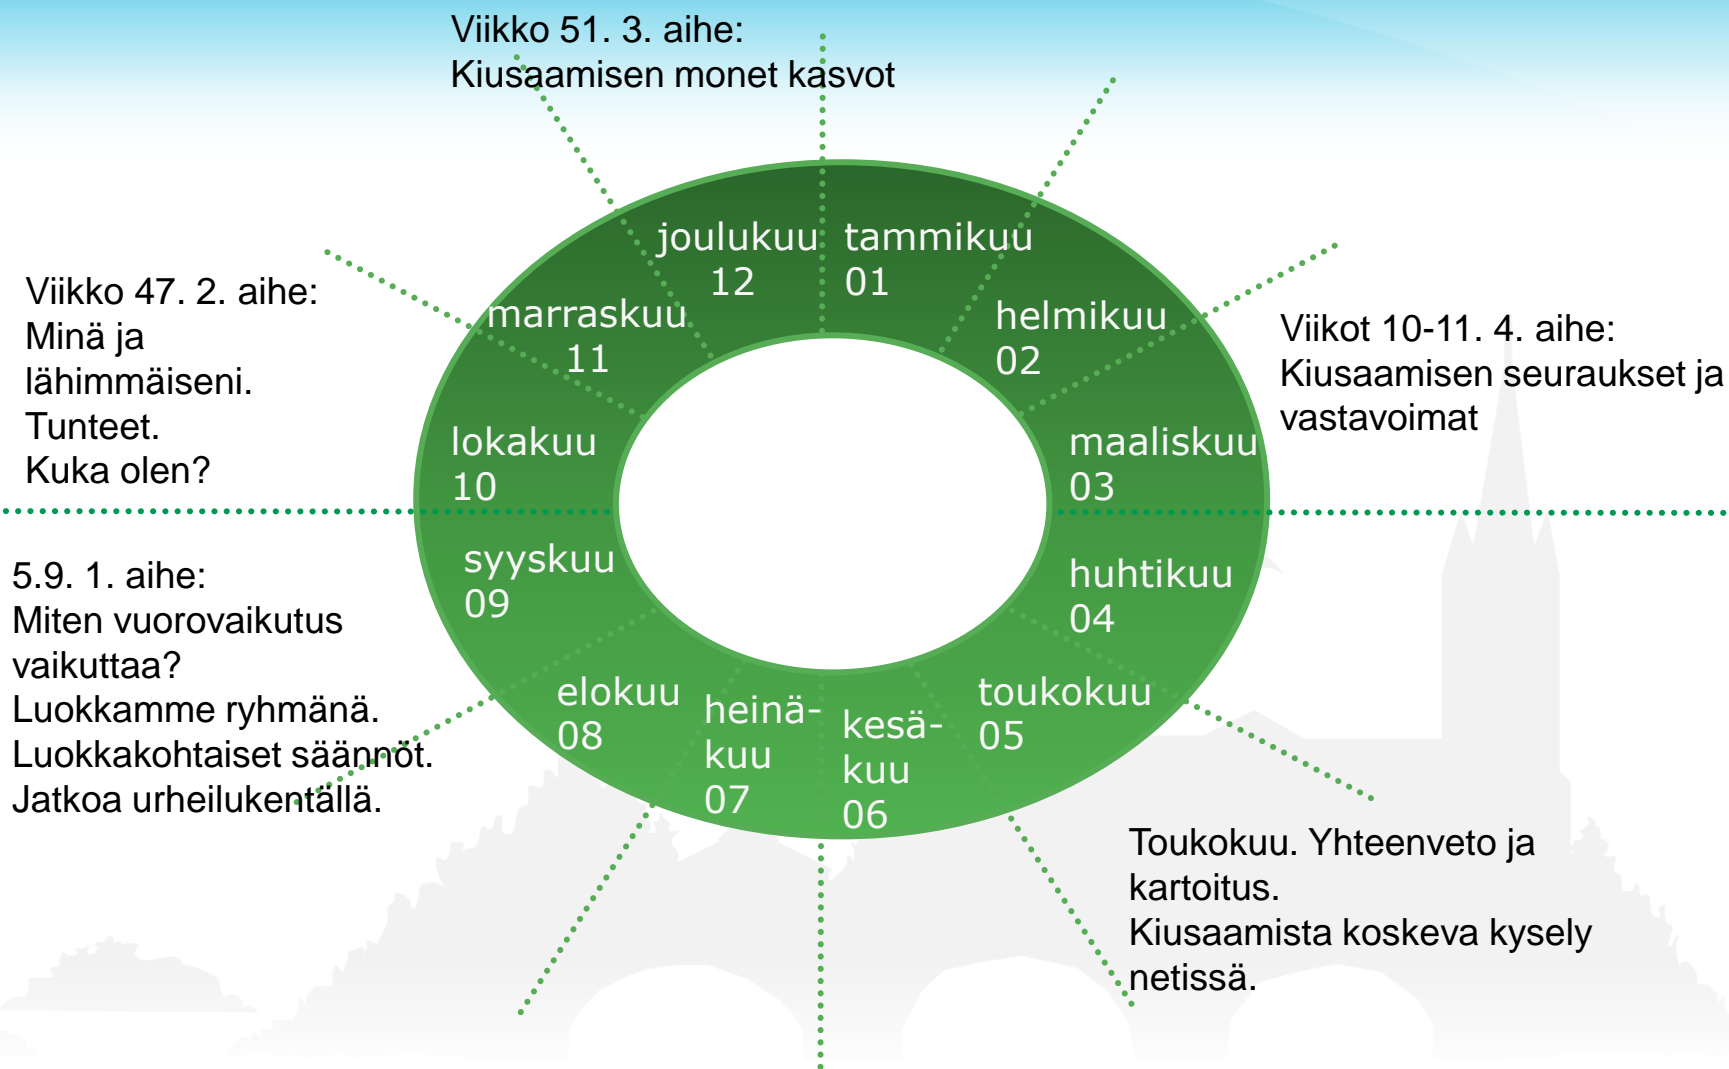 Viikko 51. 3. aihe:
Kiusaamisen monet kasvot
joulukuu
12
tammikuu
01
helmikuu
02
maaliskuu
03
huhtikuu
04
toukokuu
05
kesä-
kuu
06
heinä-
kuu
07
elokuu
08
syyskuu
09
lokakuu
10
marraskuu
11
Viikko 47. 2. aihe:
Minä ja
lähimmäiseni.
Tunteet.
Kuka olen?
Viikot 10-11. 4. aihe:
Kiusaamisen seuraukset ja
vastavoimat
5.9. 1. aihe:
Miten vuorovaikutus
vaikuttaa?
Luokkamme ryhmänä.
Luokkakohtaiset säännöt.
Jatkoa urheilukentällä.
Toukokuu. Yhteenveto ja
kartoitus.
Kiusaamista koskeva kysely
netissä.